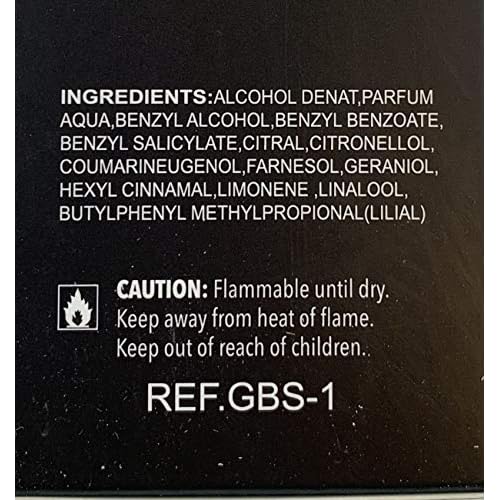 INGREDIENTS:ALCOHOL DENAT,PARFUM
AQUA,BENZYL ALCOHOL,BENZYL BENZOATE,
BENZYL SALICYLATE,CITRAL,CITRONELLOL,
COUMARINEUGENOL,FARNESOL,GERANIOL,
HEXYL CINNAMAL,LIMONENE ,LINALOOL,
BUTYLPHENYL METHYLPROPIONAL(LILIAL)
CAUTION: Flammable until dry.
Keep away from heat of flame.
Keep out of reach of children.
REF.GBS-1